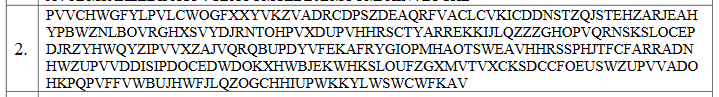 2.
PVVCHWGFYLPVLCWOGFXXYVKZVADRCDPSZDEAQRFVACLCVKICDDNSTZQJSTEHZARJEAH
YPBWZNLBOVRGHXSVYDJRNTOHPVXDUPVHHRSCTYARREKKIJLQZZZGHOPVQRNSKSLOCEP
DJRZYHWQYZIPVVXZAJVQRQBUPDYVFEKAFRYGIOPMHAOTSWEAVHHRSSPHJTFCFARRADN
HWZUPVVDDISIPDOCEDWDOKXHWBJEKWHKSLOUFZGXMVTVXCKSDCCFOEUSWZUPVVADO
HKPQPVFFVWBUJHWFJLQZOGCHHIUPWKKYLWSWCWFKAV